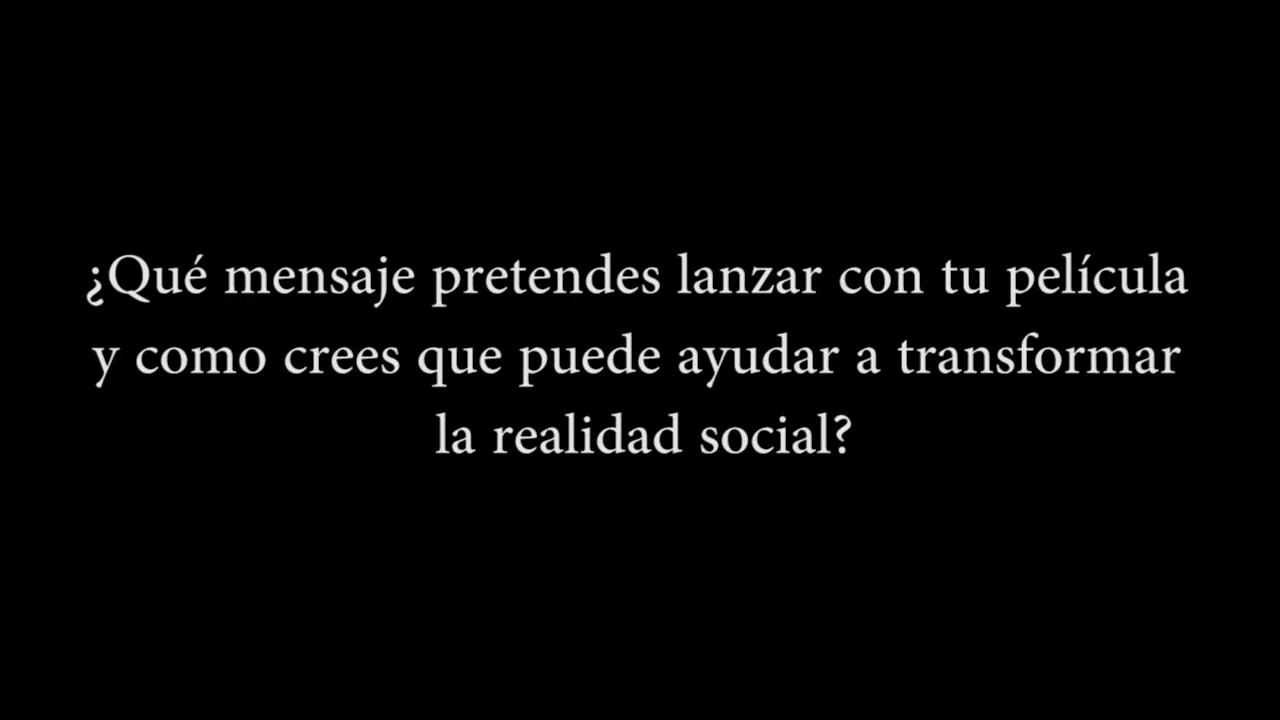 ¿Qué mensaje pretendes lanzar con tu película
y como crees que puede ayudar a transformar
la realidad social?